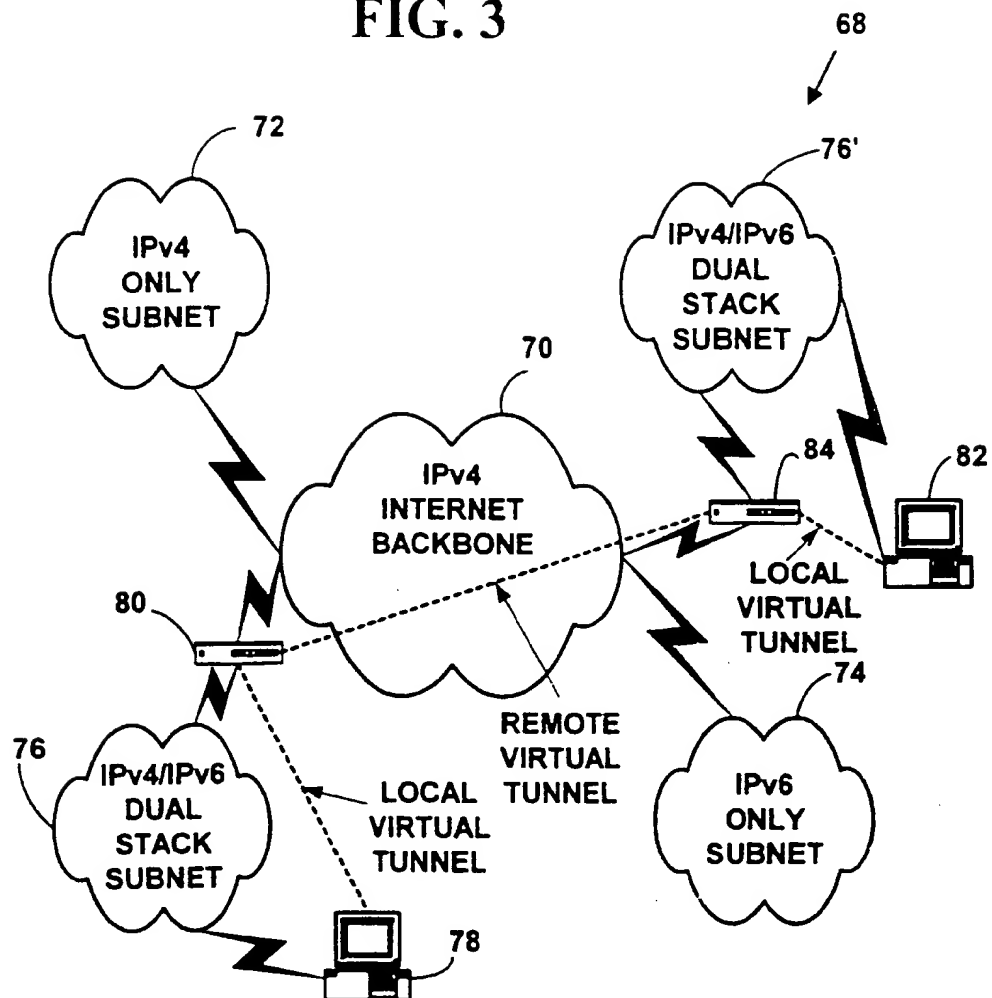 FIG. 3
68
72
76'
IPv4
ONLY
SUBNET
IPv4/IPv6
DUAL
STACK
SUBNET
70
IPv4
INTERNET
BACKBONE
84
82
LOCAL
VIRTUAL
TUNNEL
80
74
REMOTE
VIRTUAL
TUNNEL
76
IPv4/IPv6
DUAL
STACK
SUBNET
LOCAL
VIRTUAL
TUNNEL
IPv6
ONLY
SUBNET
78